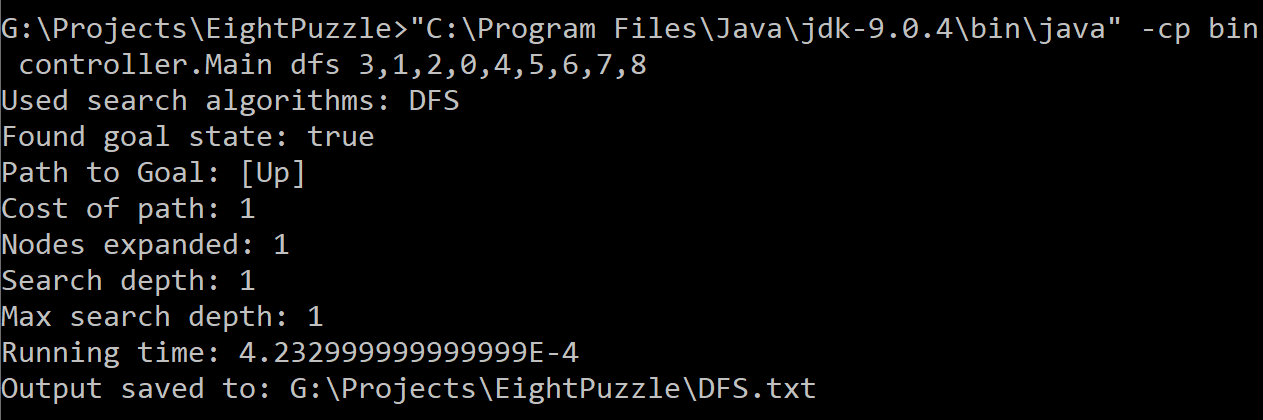 G:\Projects\EightPuzzle>"C:\Program Files\Java\jdk-9.0.4\bin\java" -cp bin
controller.Main dfs 3,1,2,0,4,5,6,7,8
Used search algorithms: DFS
Found goal state: true
Path to Goal: [Up]
Cost of path: 1
Nodes expanded: 1
Search depth: 1
Max search depth: 1
Running time: 4.232999999999999E-4
Output saved to: G:\Projects\EightPuzzle\DFS.txt